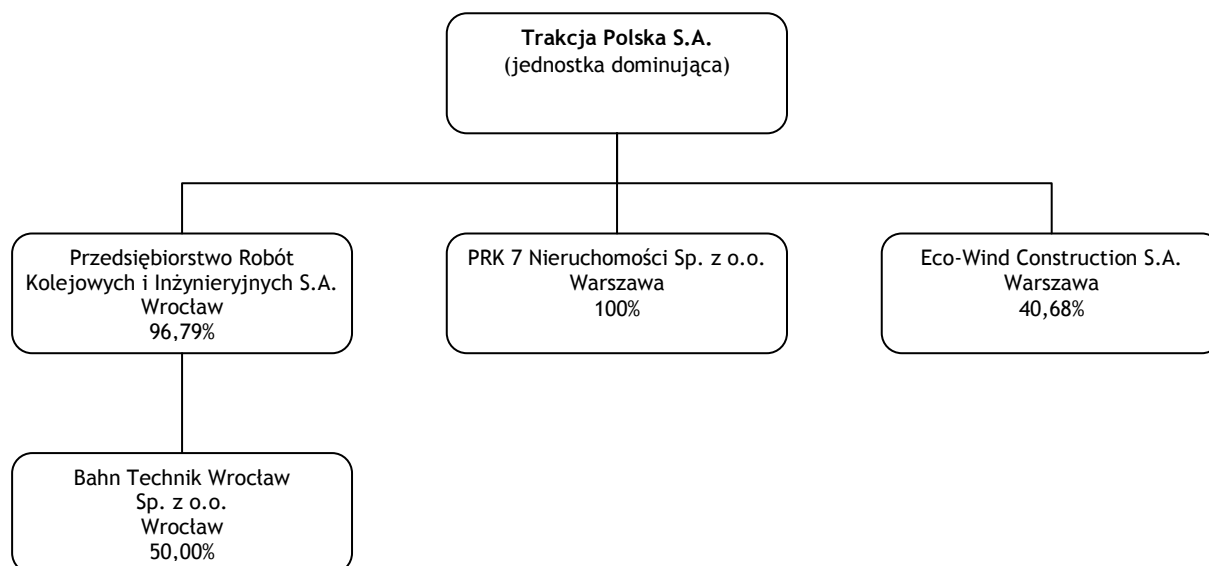 Trakcja Polska S.A.
(jednostka dominująca)
Przedsiębiorstwo Robót
Kolejowych i Inżynieryjnych S.A.
Wrocław
96,79%
PRK 7 Nieruchomości Sp. z o.o.
Warszawa
100%
Eco-Wind Construction S.A.
Warszawa
40,68%
Bahn Technik Wrocław
Sp. z o.o.
Wrocław
50,00%